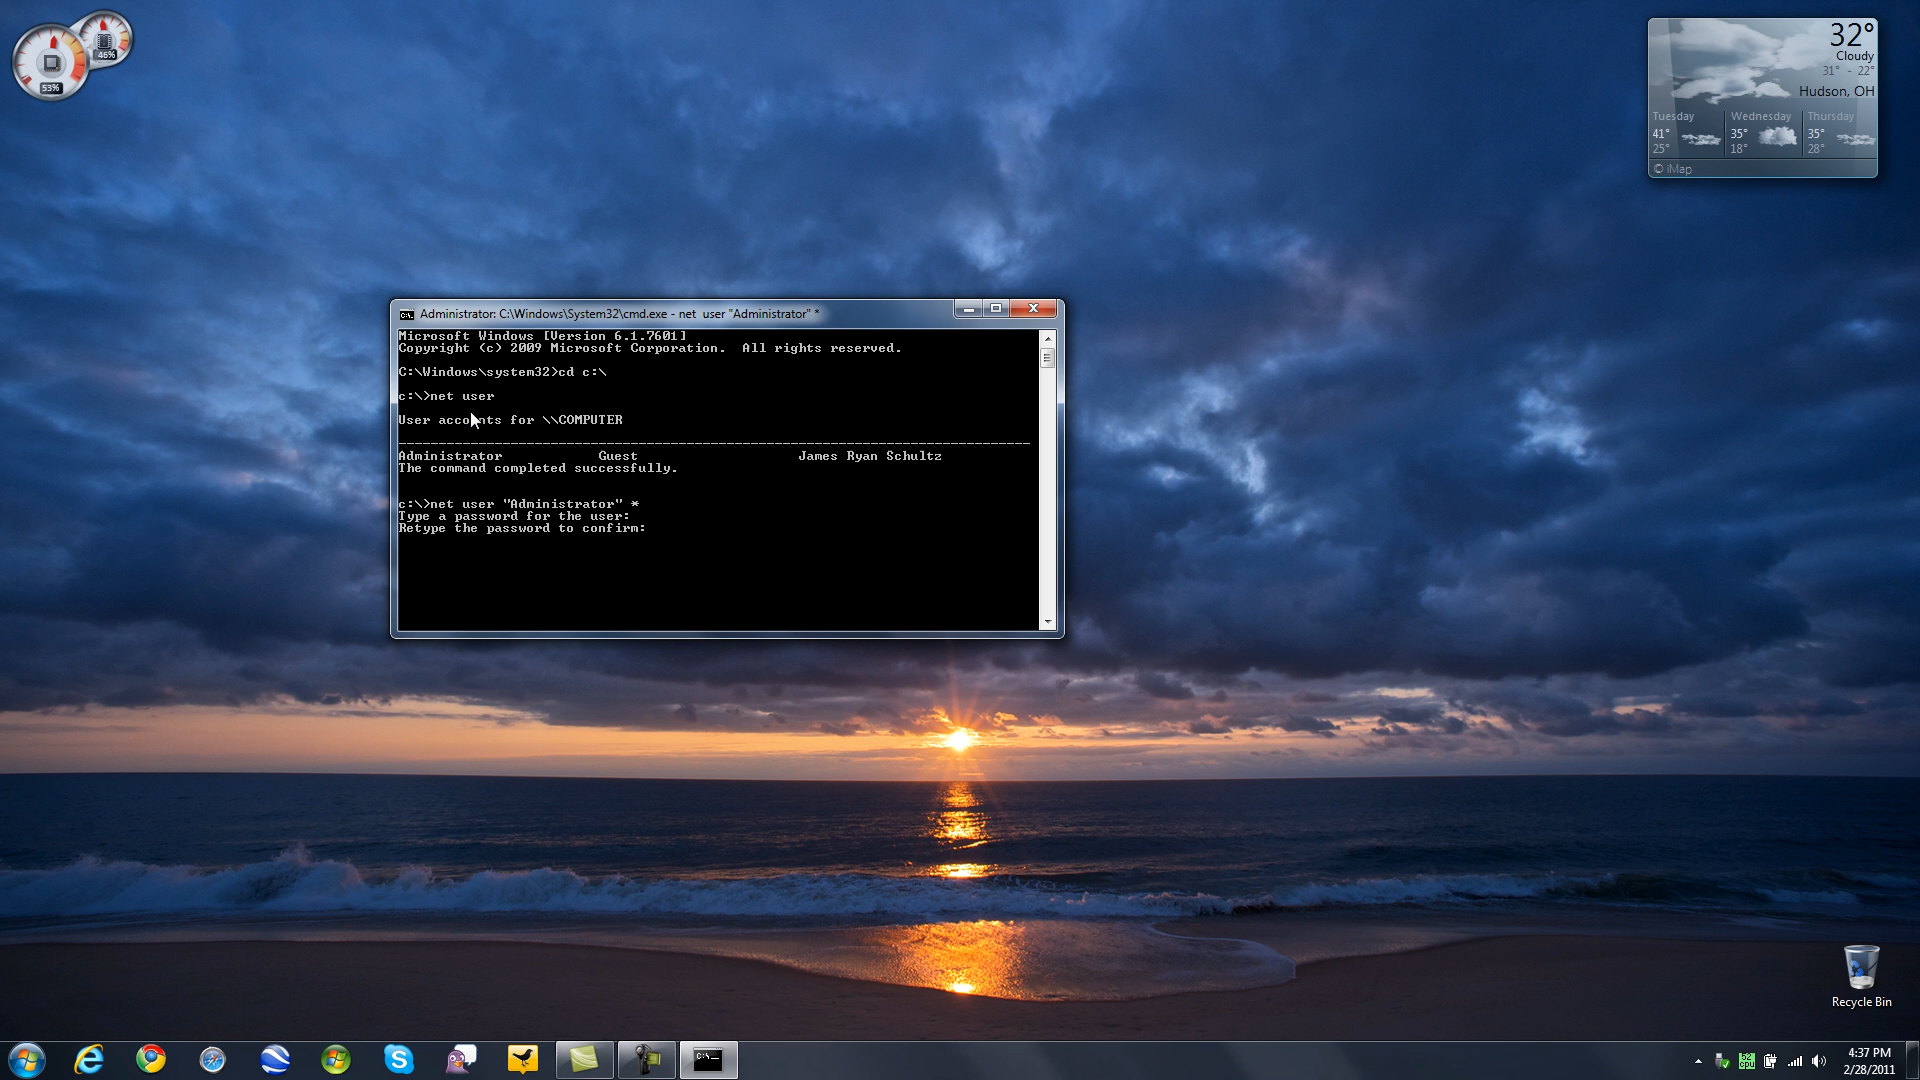 46%
53%
32°
Cloudy
31° - 22°
Hudson, OH
Tuesday Wednesday Thursday
41° 35° 35°
25° 18° 28°
© iMap
Administrator: C:\Windows\System32\cmd.exe - net  user "Administrator" *
Microsoft Windows [Version 6.1.7601]
Copyright (c) 2009 Microsoft Corporation.  All rights reserved.
C:\Windows\system32>cd c:\
c:\>net user
User accounts for \\COMPUTER
-------------------------------------------------------------------------------
Administrator            Guest                    James Ryan Schultz
The command completed successfully.
c:\>net user "Administrator" *
Type a password for the user:
Retype the password to confirm:
Recycle Bin
4:37 PM
2/28/2011